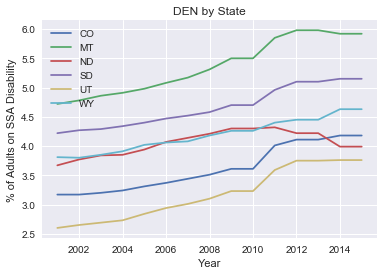 DEN by State
% of Adults on SSA Disability
6.0
5.5
5.0
4.5
4.0
3.5
3.0
2.5
CO
MT
ND
SD
UT
WY
2002 2004 2006 2008 2010 2012 2014
Year